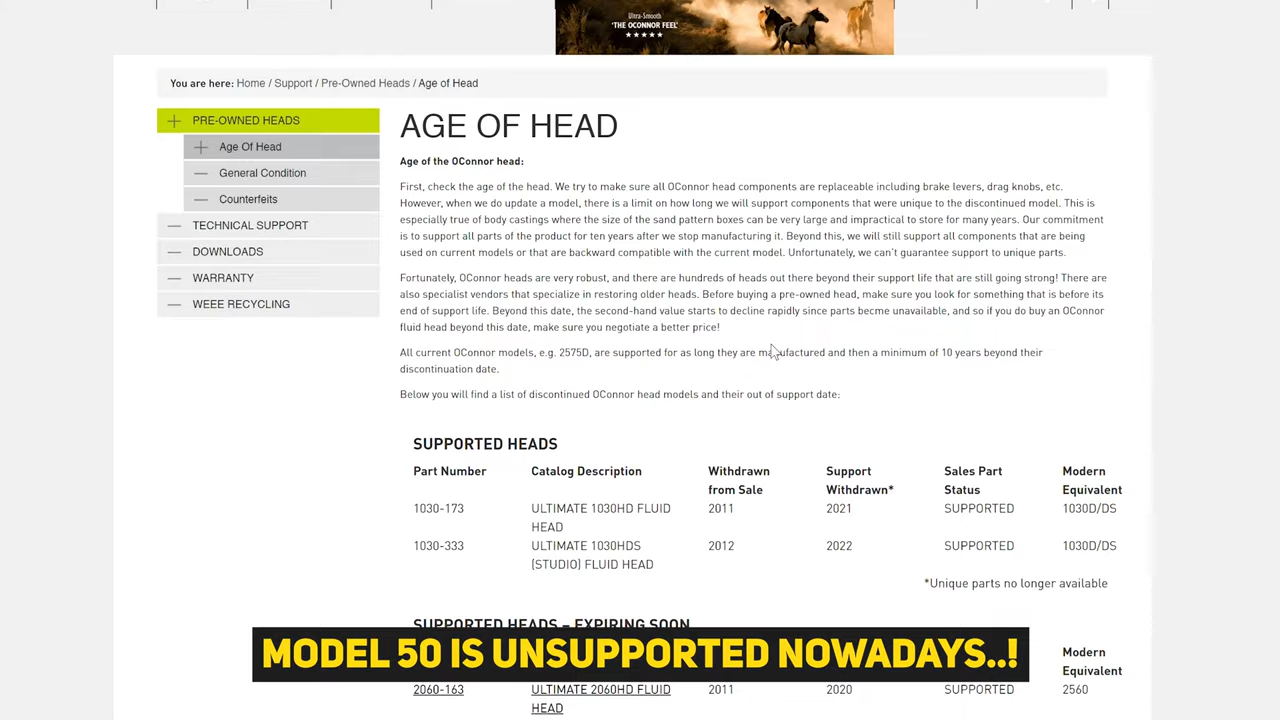 Ultra-Smooth
'THE OCONNOR FEEL'
★★★★★
You are here: Home / Support / Pre-Owned Heads / Age of Head
PRE-OWNED HEADS
Age Of Head
General Condition
Counterfeits
TECHNICAL SUPPORT
DOWNLOADS
WARRANTY
WEEE RECYCLING
AGE OF HEAD
Age of the OConnor head:
First, check the age of the head. We try to make sure all OConnor head components are replaceable including brake levers, drag knobs, etc.
However, when we do update a model, there is a limit on how long we will support components that were unique to the discontinued model. This is
especially true of body castings where the size of the sand pattern boxes can be very large and impractical to store for many years. Our commitment
is to support all parts of the product for ten years after we stop manufacturing it. Beyond this, we will still support all components that are being
used on current models or that are backward compatible with the current model. Unfortunately, we can't guarantee support to unique parts.
Fortunately, OConnor heads are very robust, and there are hundreds of heads out there beyond their support life that are still going strong! There are
also specialist vendors that specialize in restoring older heads. Before buying a pre-owned head, make sure you look for something that is before its
end of support life. Beyond this date, the second-hand value starts to decline rapidly since parts becme unavailable, and so if you do buy an OConnor
fluid head beyond this date, make sure you negotiate a better price!
All current OConnor models, e.g. 2575D, are supported for as long they are manufactured and then a minimum of 10 years beyond their
discontinuation date.
Below you will find a list of discontinued OConnor head models and their out of support date:
SUPPORTED HEADS
Part Number Catalog Description Withdrawn from Sale Support Withdrawn* Sales Part Status Modern Equivalent
1030-173 ULTIMATE 1030HD FLUID HEAD 2011 2021 SUPPORTED 1030D/DS
1030-333 ULTIMATE 1030HDS (STUDIO) FLUID HEAD 2012 2022 SUPPORTED 1030D/DS
*Unique parts no longer available
SUPPORTED HEADS – EXPIRING SOON
Modern Equivalent
MODEL 50 IS UNSUPPORTED NOWADAYS..!
2060-163 ULTIMATE 2060HD FLUID HEAD 2011 2020 SUPPORTED 2560